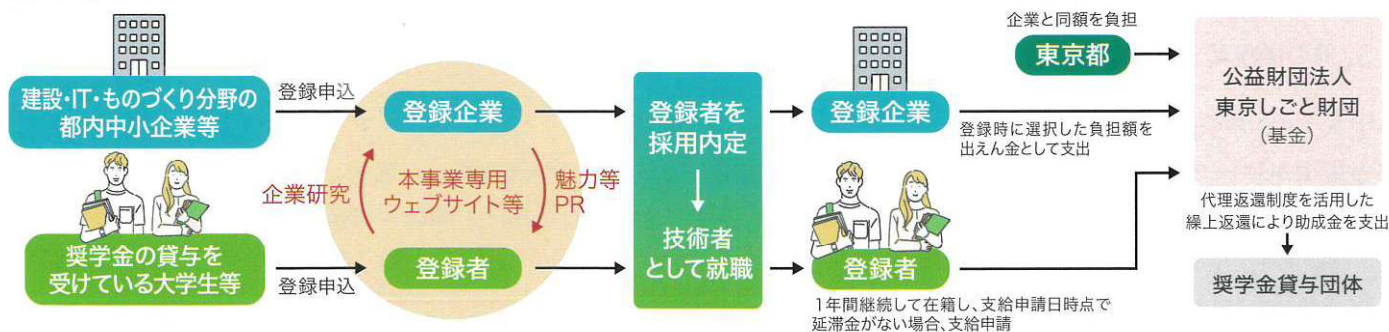 建設・IT・ものづくり分野の
都内中小企業等
登録申込
奨学金の貸与を
受けている大学生等
登録申込
登録企業
企業研究
本事業専用
ウェブサイト等
魅力等
PR
登録者
登録者を
採用内定
技術者
として就職
登録企業
登録者
1年間継続して在籍し、支給申請日時点で
延滞金がない場合、支給申請
企業と同額を負担
東京都
登録時に選択した負担額を
出えん金として支出
公益財団法人
東京しごと財団
（基金）
代理返還制度を活用した
繰上返還により助成金を支出
奨学金貸与団体